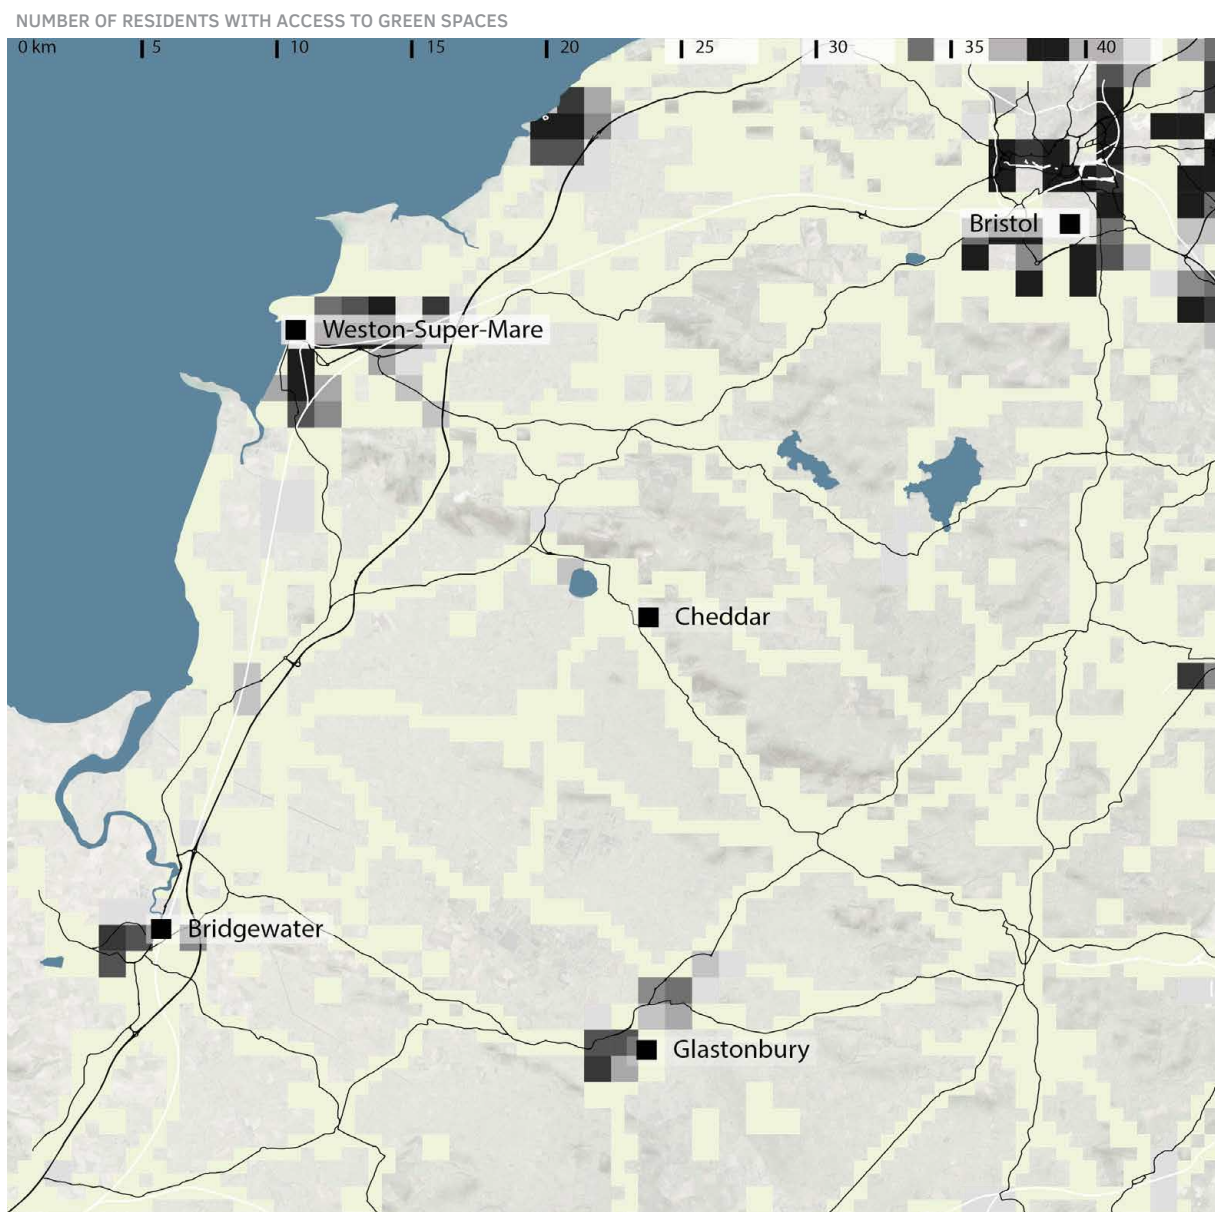 NUMBER OF RESIDENTS WITH ACCESS TO GREEN SPACES
0 km 5 10 15 20 25 30 35 40
Bristol
Weston-Super-Mare
Cheddar
Bridgewater
Glastonbury